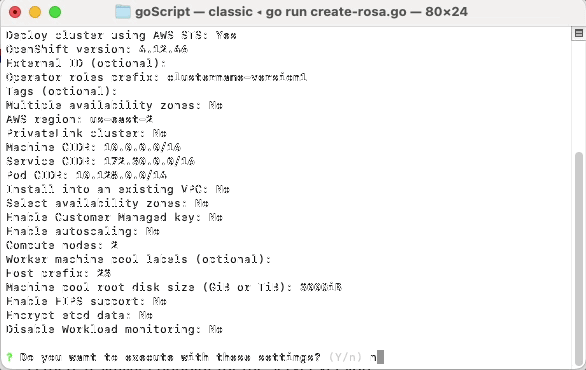 goScript — classic ◂ go run create-rosa.go — 80×24
Deploy cluster using AWS STS: Yes
OpenShift version: 4.12.46
External ID (optional):
Operator roles prefix: clustername-version1
Tags (optional):
Multiple availability zones: No
AWS region: us-east-2
PrivateLink cluster: No
Machine CIDR: 10.0.0.0/16
Service CIDR: 172.30.0.0/16
Pod CIDR: 10.128.0.0/14
Install into an existing VPC: No
Select availability zones: No
Enable Customer Managed key: No
Enable autoscaling: No
Compute nodes: 2
Worker machine pool labels (optional):
Host prefix: 23
Machine pool root disk size (GiB or TiB):
Enable FIPS support: No
Encrypt etcd data: No
Disable Workload monitoring: No
? Do you want to execute with these settings? (Y/n) n